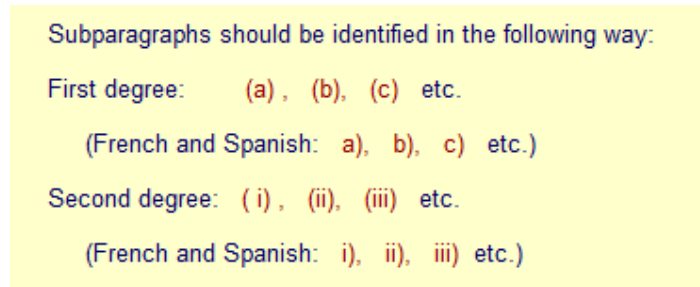 Subparagraphs should be identified in the following way:
First degree: (a) , (b), (c) etc.
(French and Spanish: a), b), c) etc.)
Second degree: ( i) , (ii), (iii) etc.
(French and Spanish: i), ii), iii) etc.)